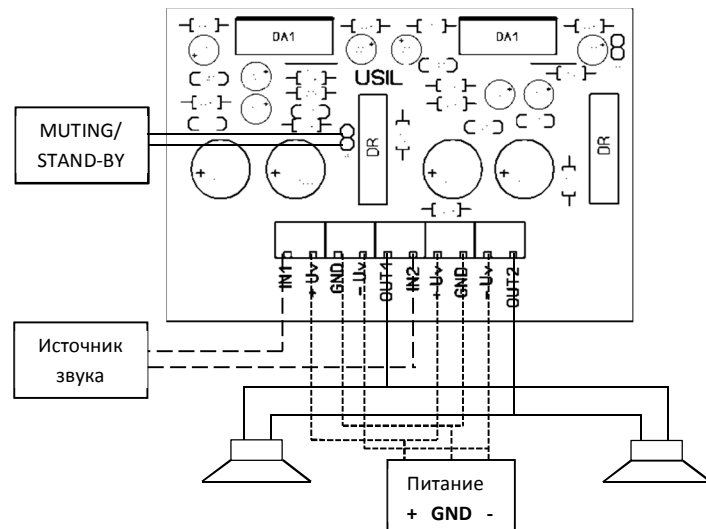 DA1
DA1
USIL
MUTING/
STAND-BY
DR
DR
IN1
+Uv
GND
-Uv
OUT1
IN2
+Uv
GND
-Uv
OUT2
Источник
звука
Питание
+ GND -